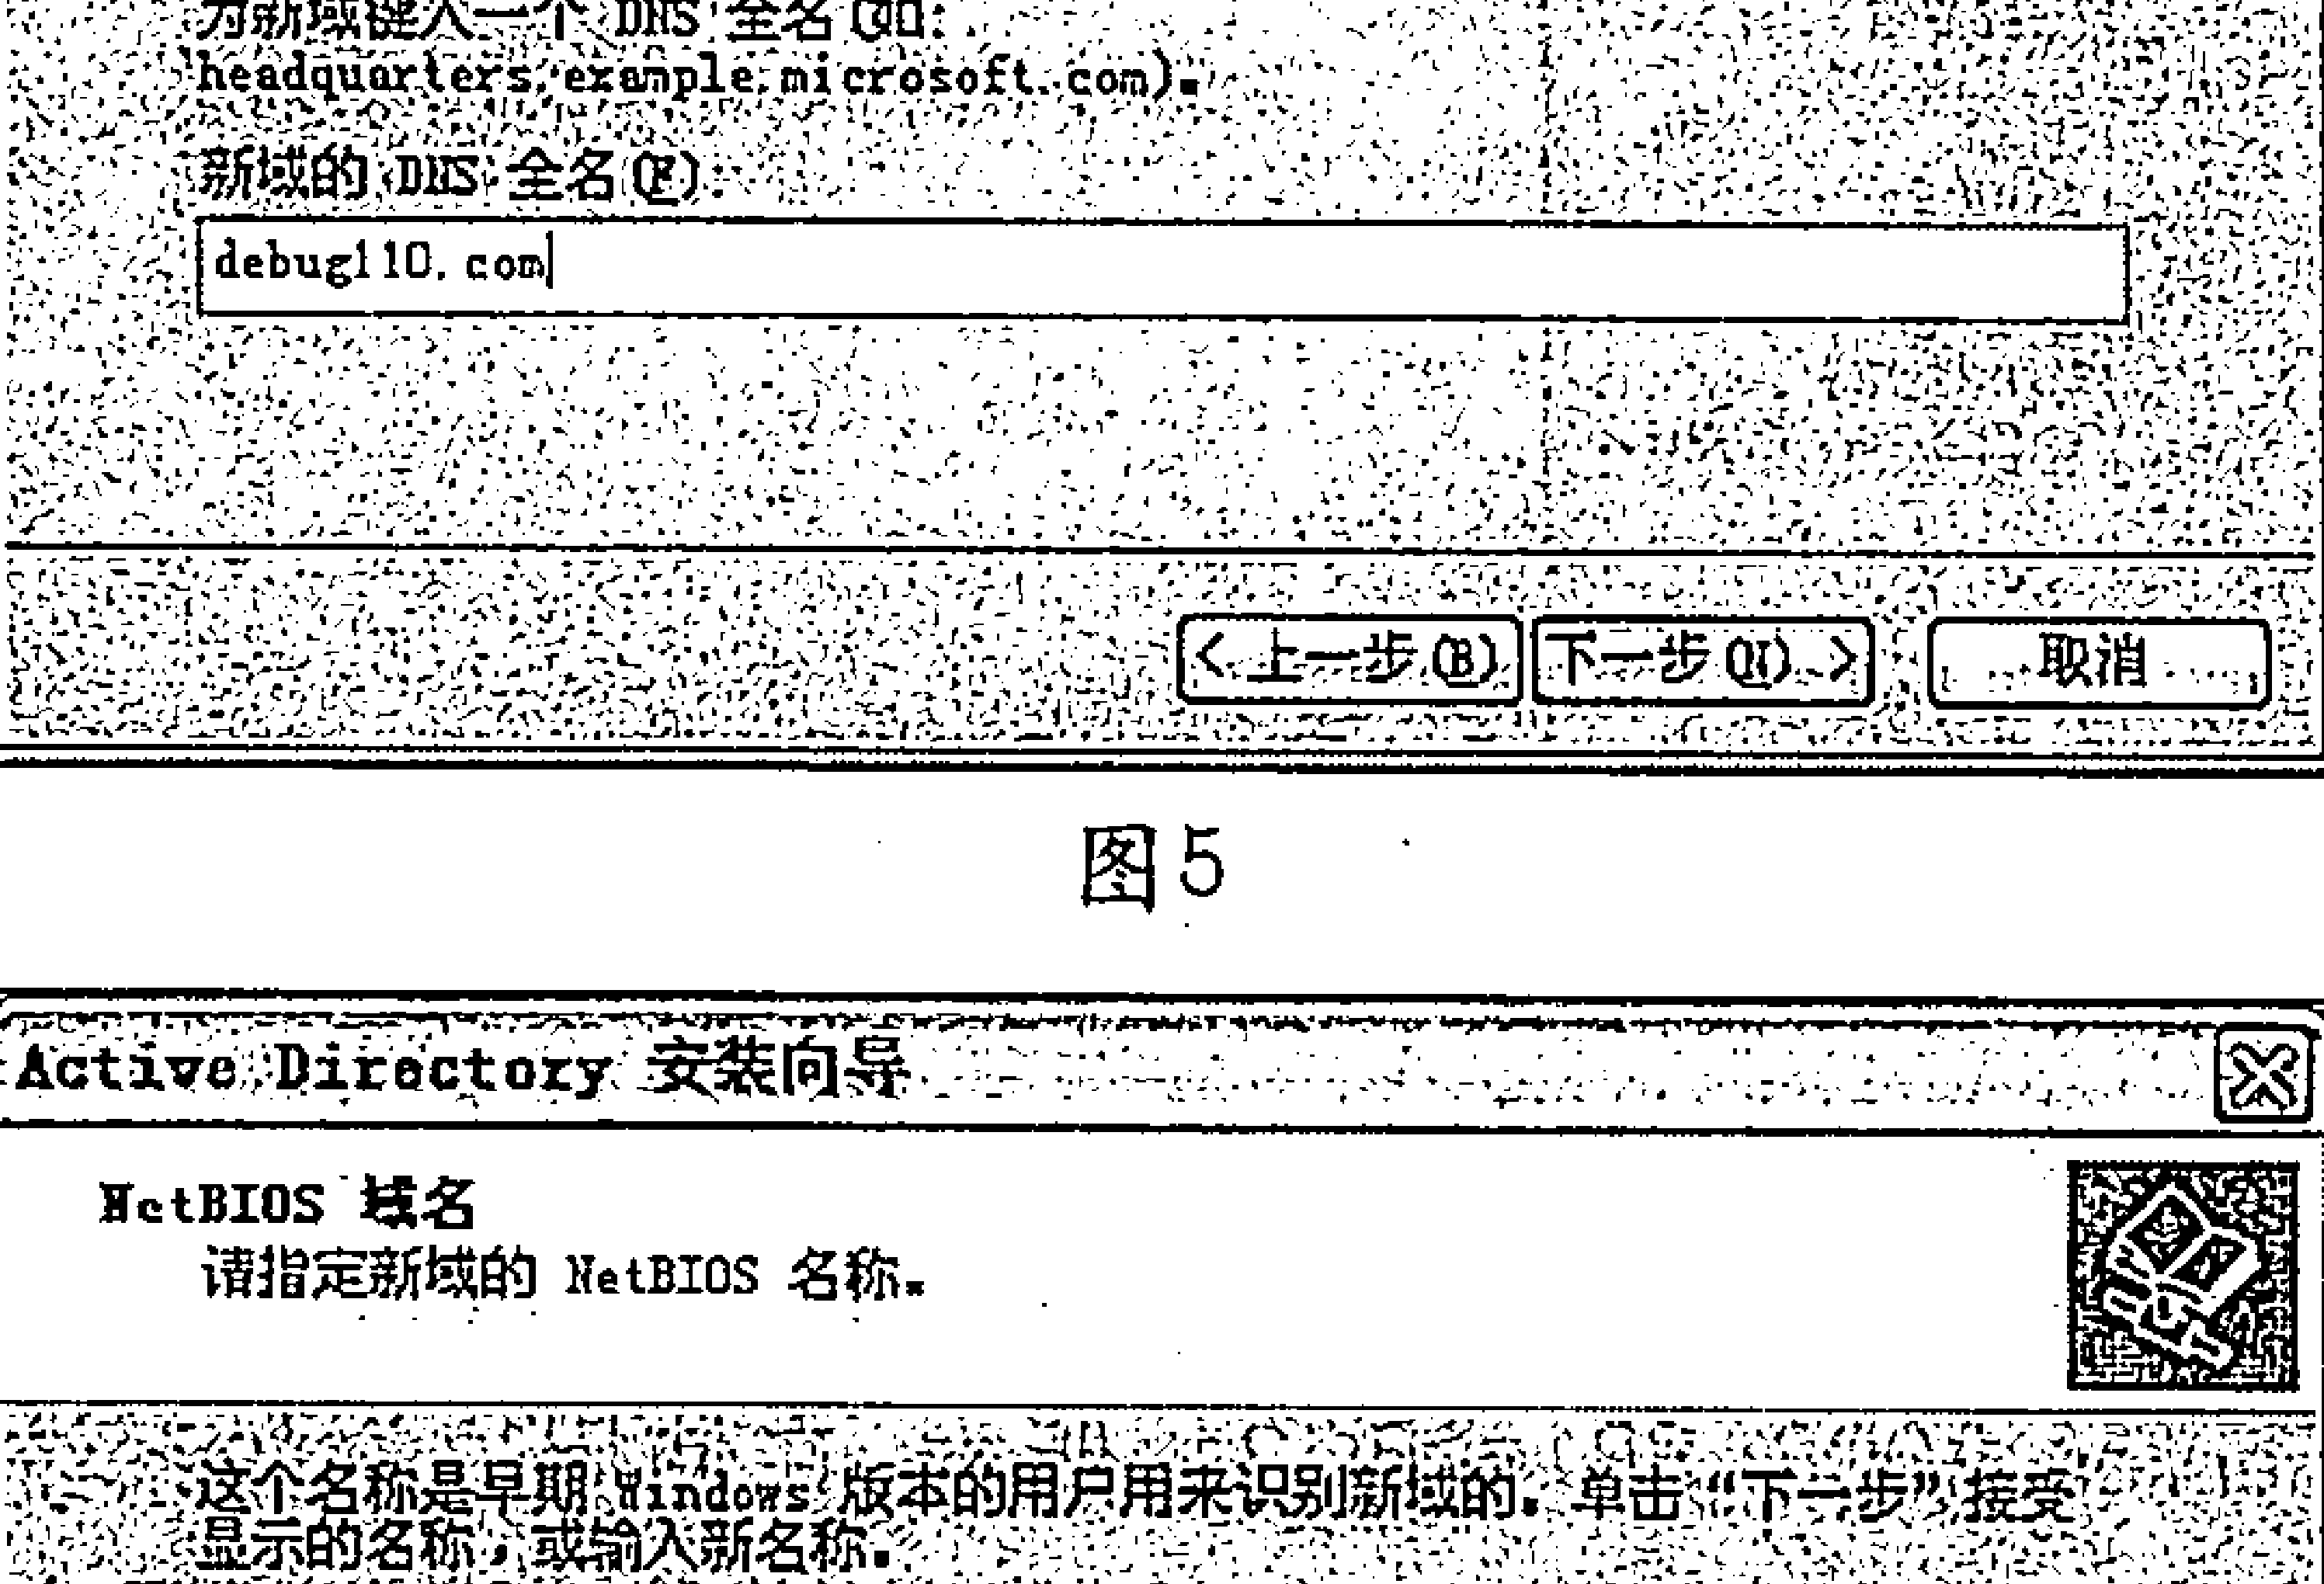 为新域键入一个 DNS 全名(如:
headquarters.example.microsoft.com)。
新域的 DNS 全名(F):
debug110.com
< 上一步(B) 下一步(N) > 取消
图5
Active Directory 安装向导
NetBIOS 域名
请指定新域的 NetBIOS 名称。
这个名称是早期 Windows 版本的用户用来识别新域的。单击“下一步”接受
显示的名称，或输入新名称。